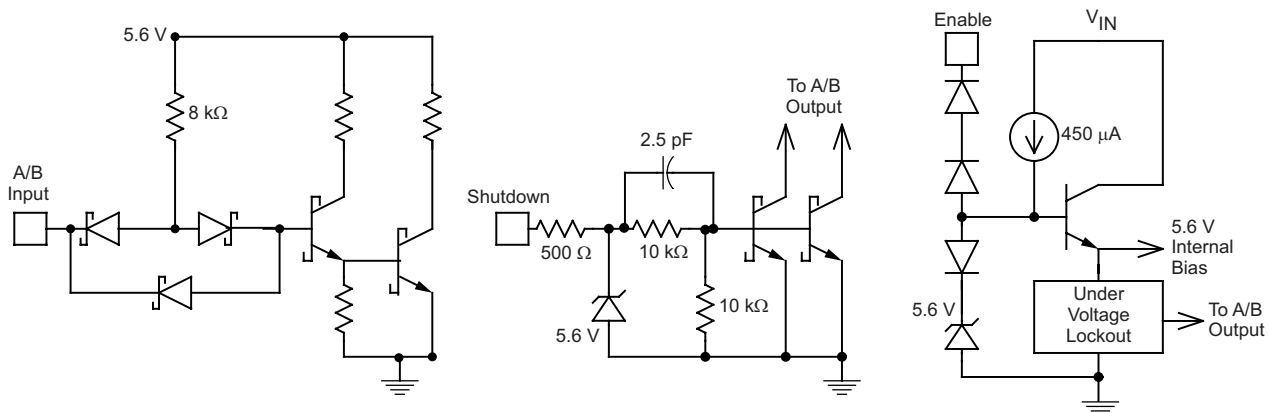 5.6 V
8 kΩ
A/B
Input
Shutdown
500 Ω
2.5 pF
10 kΩ
10 kΩ
5.6 V
To A/B
Output
Enable
VIN
450 μA
5.6 V
Internal
Bias
5.6 V
Under
Voltage
Lockout
To A/B
Output